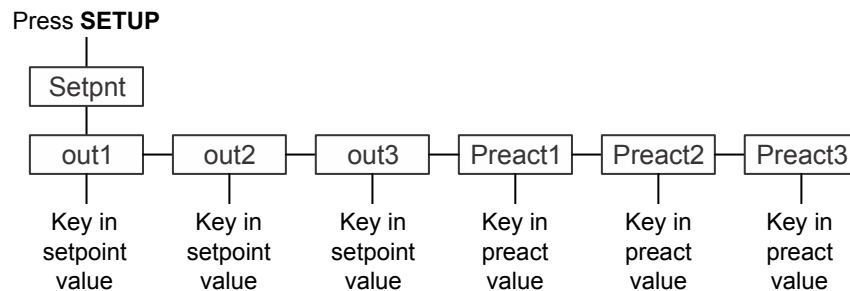 Press SETUP
Setpnt
out1
out2
out3
Preact1
Preact2
Preact3
Key in
setpoint
value
Key in
setpoint
value
Key in
setpoint
value
Key in
preact
value
Key in
preact
value
Key in
preact
value